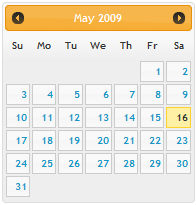 May 2009
Su Mo Tu We Th Fr Sa
1 2
3 4 5 6 7 8 9
10 11 12 13 14 15 16
17 18 19 20 21 22 23
24 25 26 27 28 29 30
31